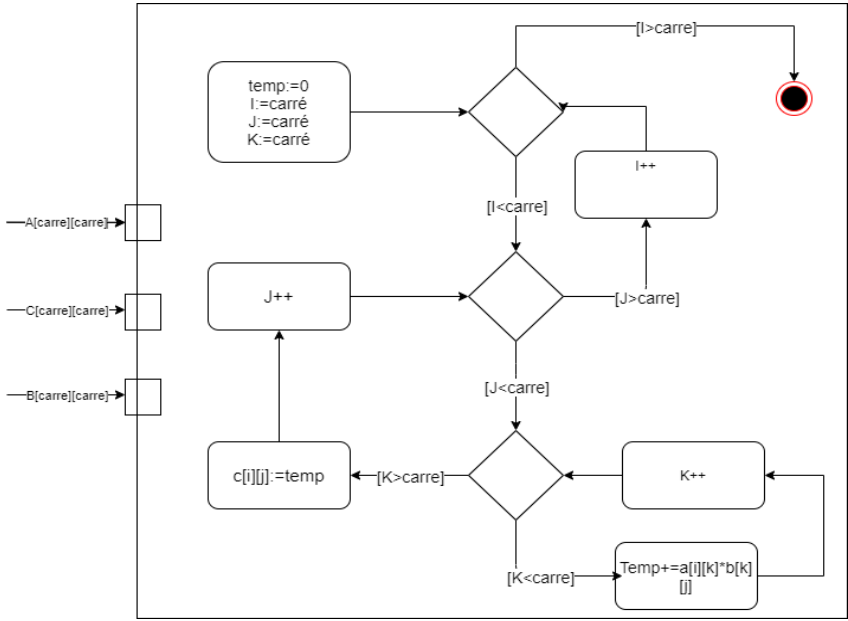 [I>carre]
temp:=0
I:=carré
J:=carré
K:=carré
I++
A[carre][carre]
[I<carre]
J++
[J>carre]
C[carre][carre]
[J<carre]
B[carre][carre]
c[i][j]:=temp
[K>carre]
K++
[K<carre]
Temp+=a[i][k]*b[k]
[j]